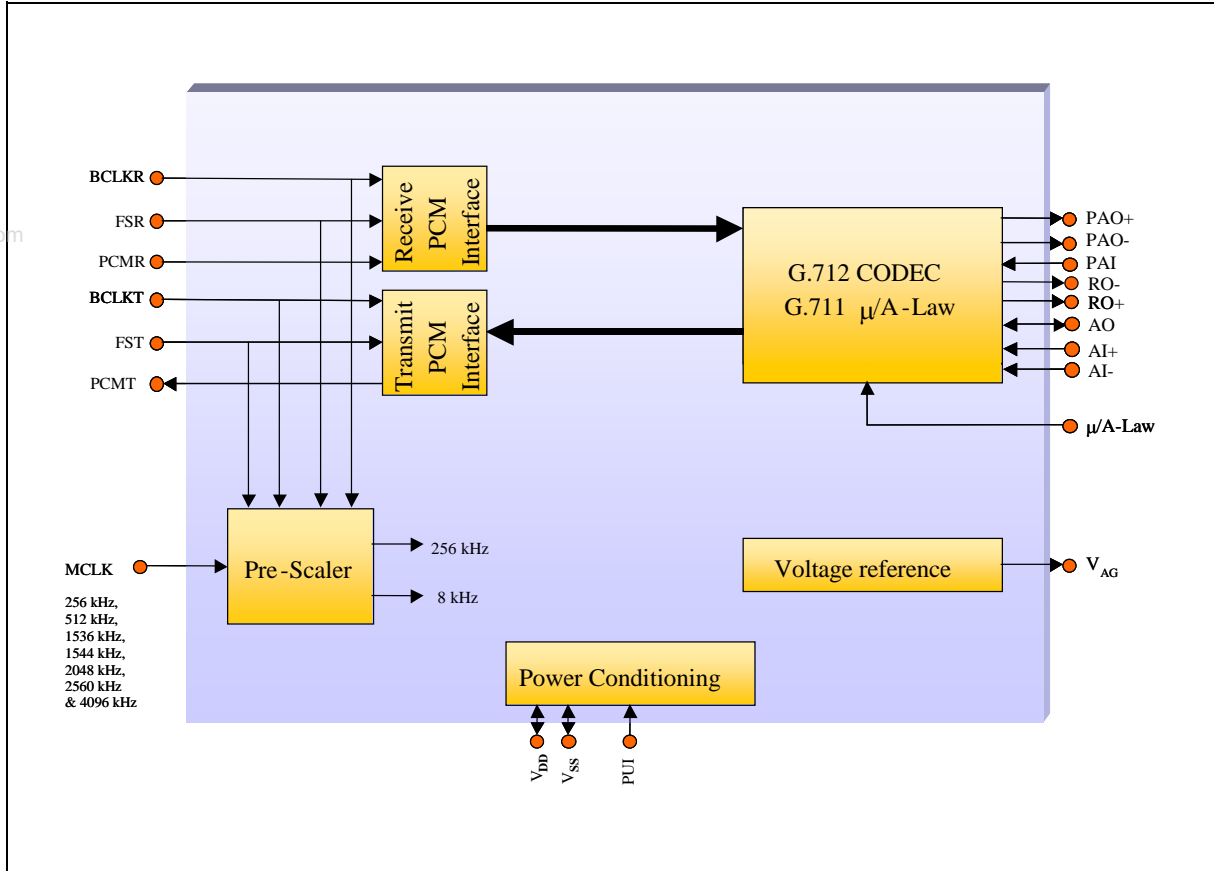 BCLKR
FSR
PCMR
BCLKT
FST
PCMT
om
Receive
PCM
Interface
Transmit
PCM
Interface
G.712 CODEC
G.711 μ/A-Law
PAO+
PAO-
PAI
RO-
RO+
AO
AI+
AI-
μ/A-Law
MCLK
256 kHz,
512 kHz,
1536 kHz,
1544 kHz,
2048 kHz,
2560 kHz
& 4096 kHz
Pre-Scaler
256 kHz
8 kHz
Voltage reference
VAG
Power Conditioning
VDD
VSS
PUI